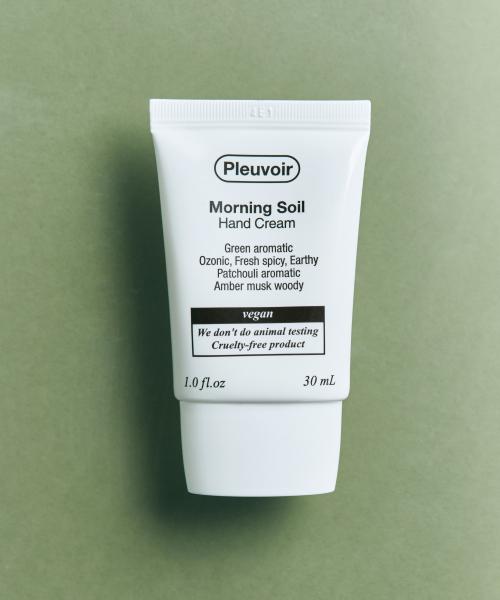 Pleuvoir
Morning Soil
Hand Cream
Green aromatic
Ozonic, Fresh spicy, Earthy
Patchouli aromatic
Amber musk woody
vegan
We don't do animal testing
Cruelty-free product
1.0 fl.oz 30 mL